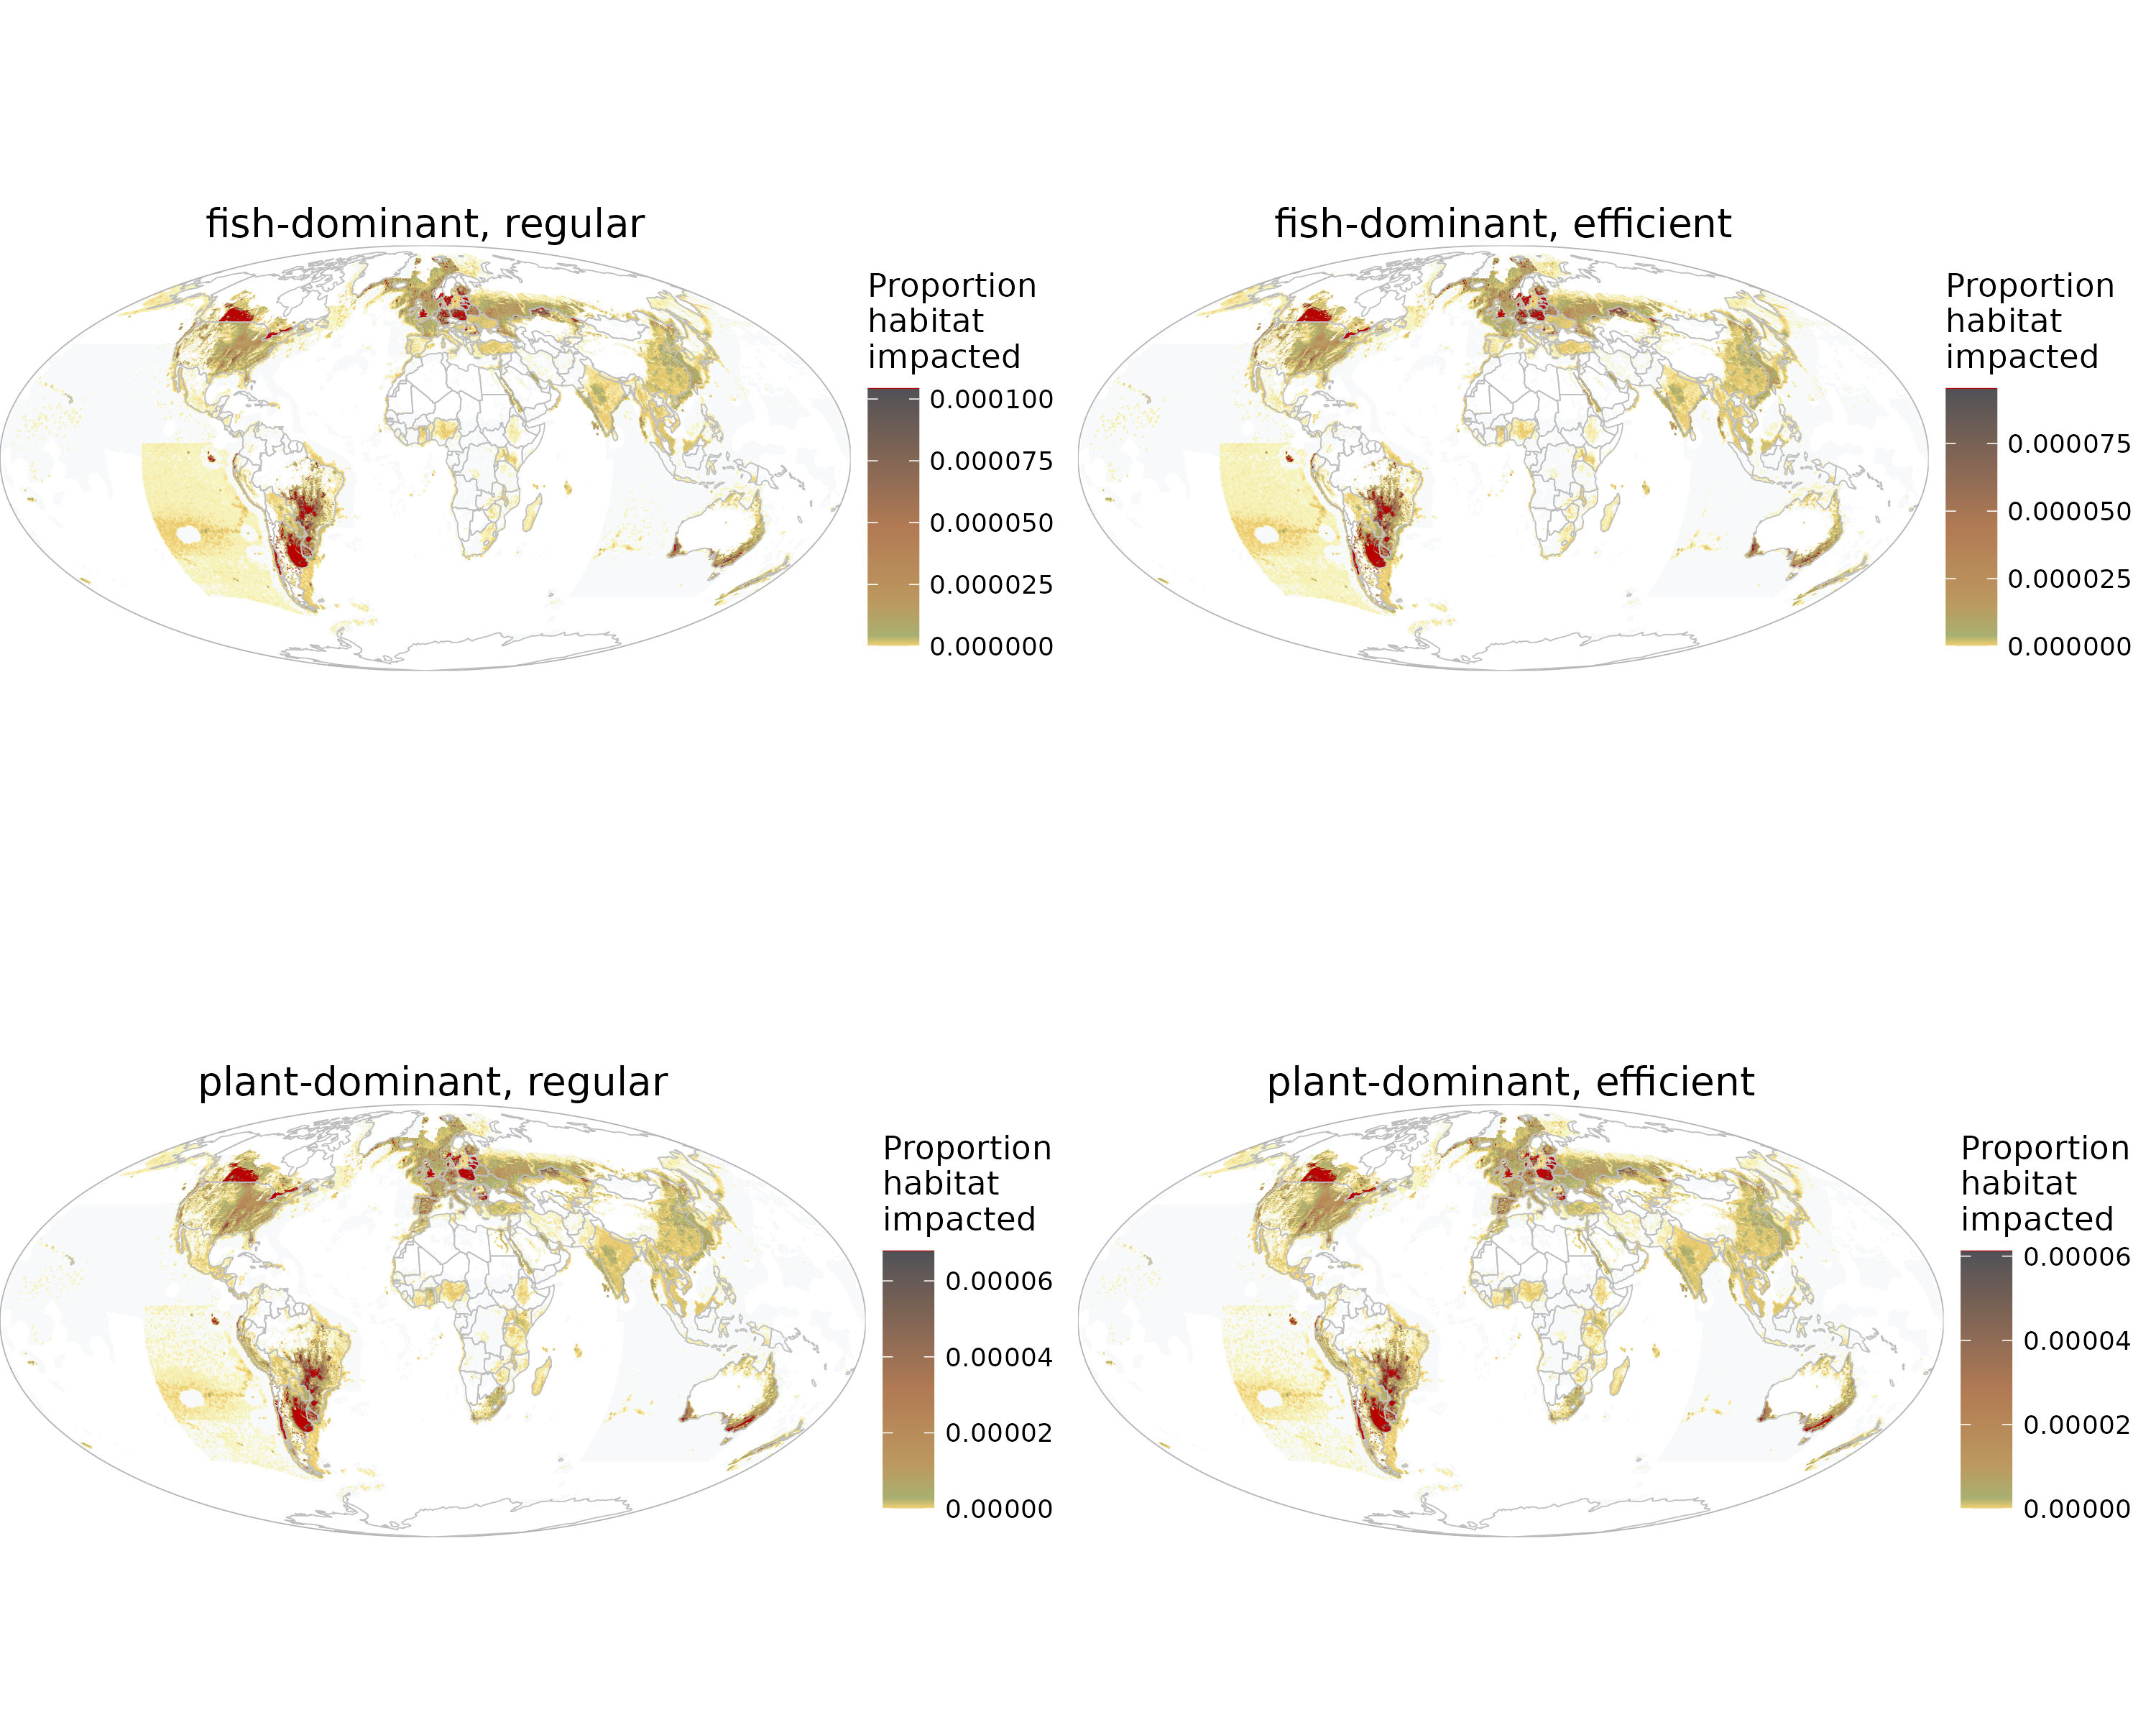 fish-dominant, regular
Proportion
habitat
impacted
0.000100
0.000075
0.000050
0.000025
0.000000
fish-dominant, efficient
Proportion
habitat
impacted
0.000075
0.000050
0.000025
0.000000
plant-dominant, regular
Proportion
habitat
impacted
0.00006
0.00004
0.00002
0.00000
plant-dominant, efficient
Proportion
habitat
impacted
0.00006
0.00004
0.00002
0.00000